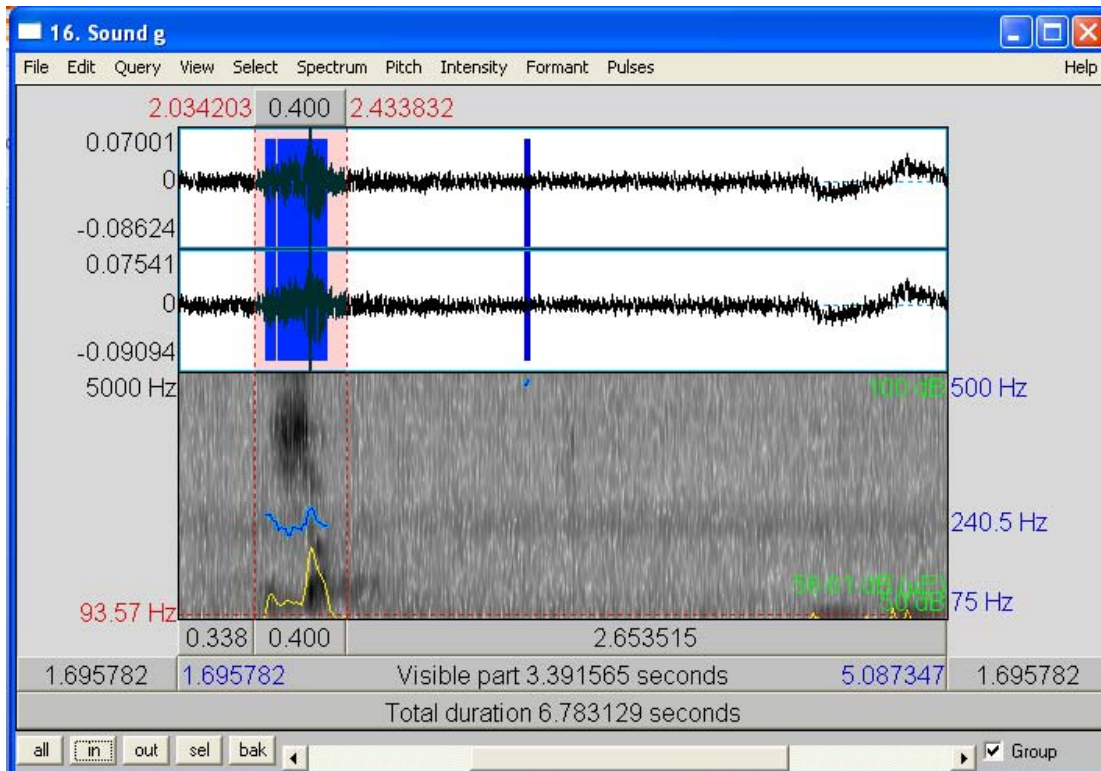 16. Sound g
File Edit Query View Select Spectrum Pitch Intensity Formant Pulses Help
2.034203 0.400 2.433832
0.07001
0
-0.08624
0.07541
0
-0.09094
5000 Hz 100 dB 500 Hz
240.5 Hz
(µE)
93.57 Hz 50 dB 75 Hz
0.338 0.400 2.653515
1.695782 1.695782 Visible part 3.391565 seconds 5.087347 1.695782
Total duration 6.783129 seconds
all in out sel bak Group